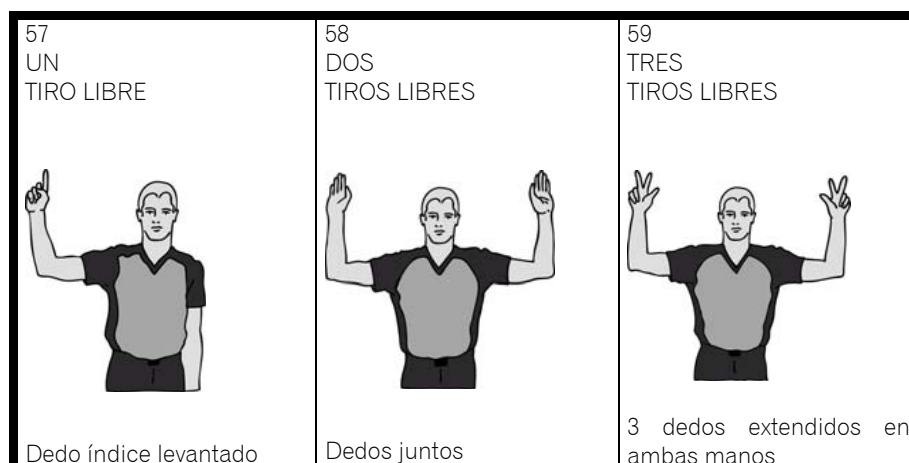 57
UN
TIRO LIBRE
Dedo índice levantado
58
DOS
TIROS LIBRES
Dedos juntos
59
TRES
TIROS LIBRES
3 dedos extendidos en
ambas manos